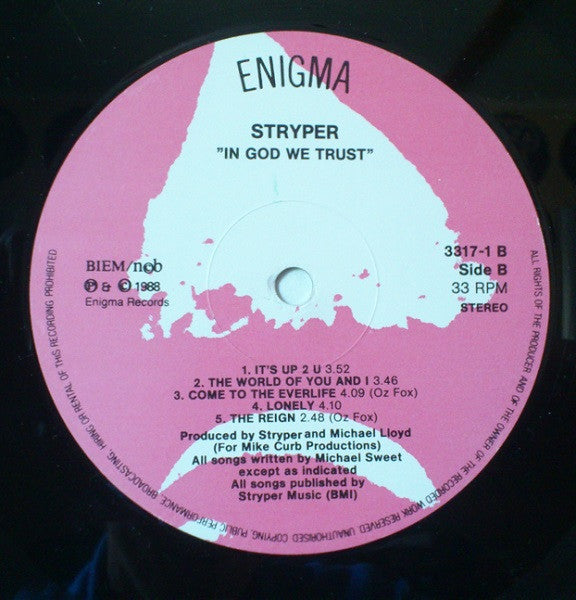 ENIGMA
STRYPER
"IN GOD WE TRUST"
BIEM/ncb
Ⓟ & © 1988
Enigma Records
3317-1 B
Side B
33 RPM
STEREO
1. IT'S UP 2 U 3.52
2. THE WORLD OF YOU AND I 3.46
3. COME TO THE EVERLIFE 4.09 (Oz Fox)
4. LONELY 4.10
5. THE REIGN 2.48 (Oz Fox)
Produced by Stryper and Michael Lloyd
(For Mike Curb Productions)
All songs written by Michael Sweet
except as indicated
All songs published by
Stryper Music (BMI)
ALL RIGHTS OF THE PRODUCER AND OF THE OWNER OF THE RECORDED WORK RESERVED. UNAUTHORISED COPYING, PUBLIC PERFORMANCE, BROADCASTING, HIRING OR RENTAL OF THIS RECORDING PROHIBITED